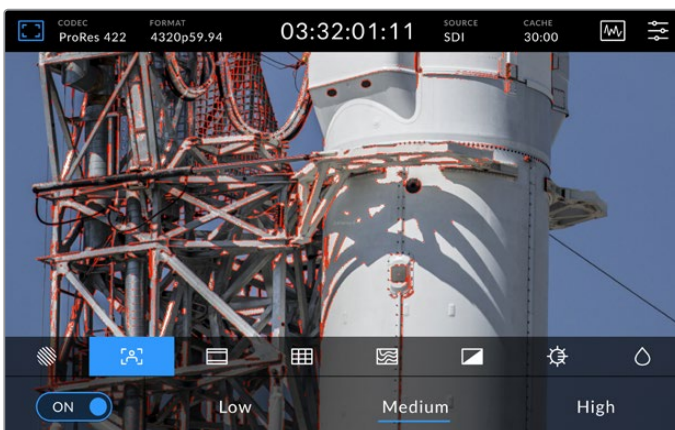 CODEC
ProRes 422
FORMAT
4320p59.94
03:32:01:11
SOURCE
SDI
CACHE
30:00
ON
Low
Medium
High